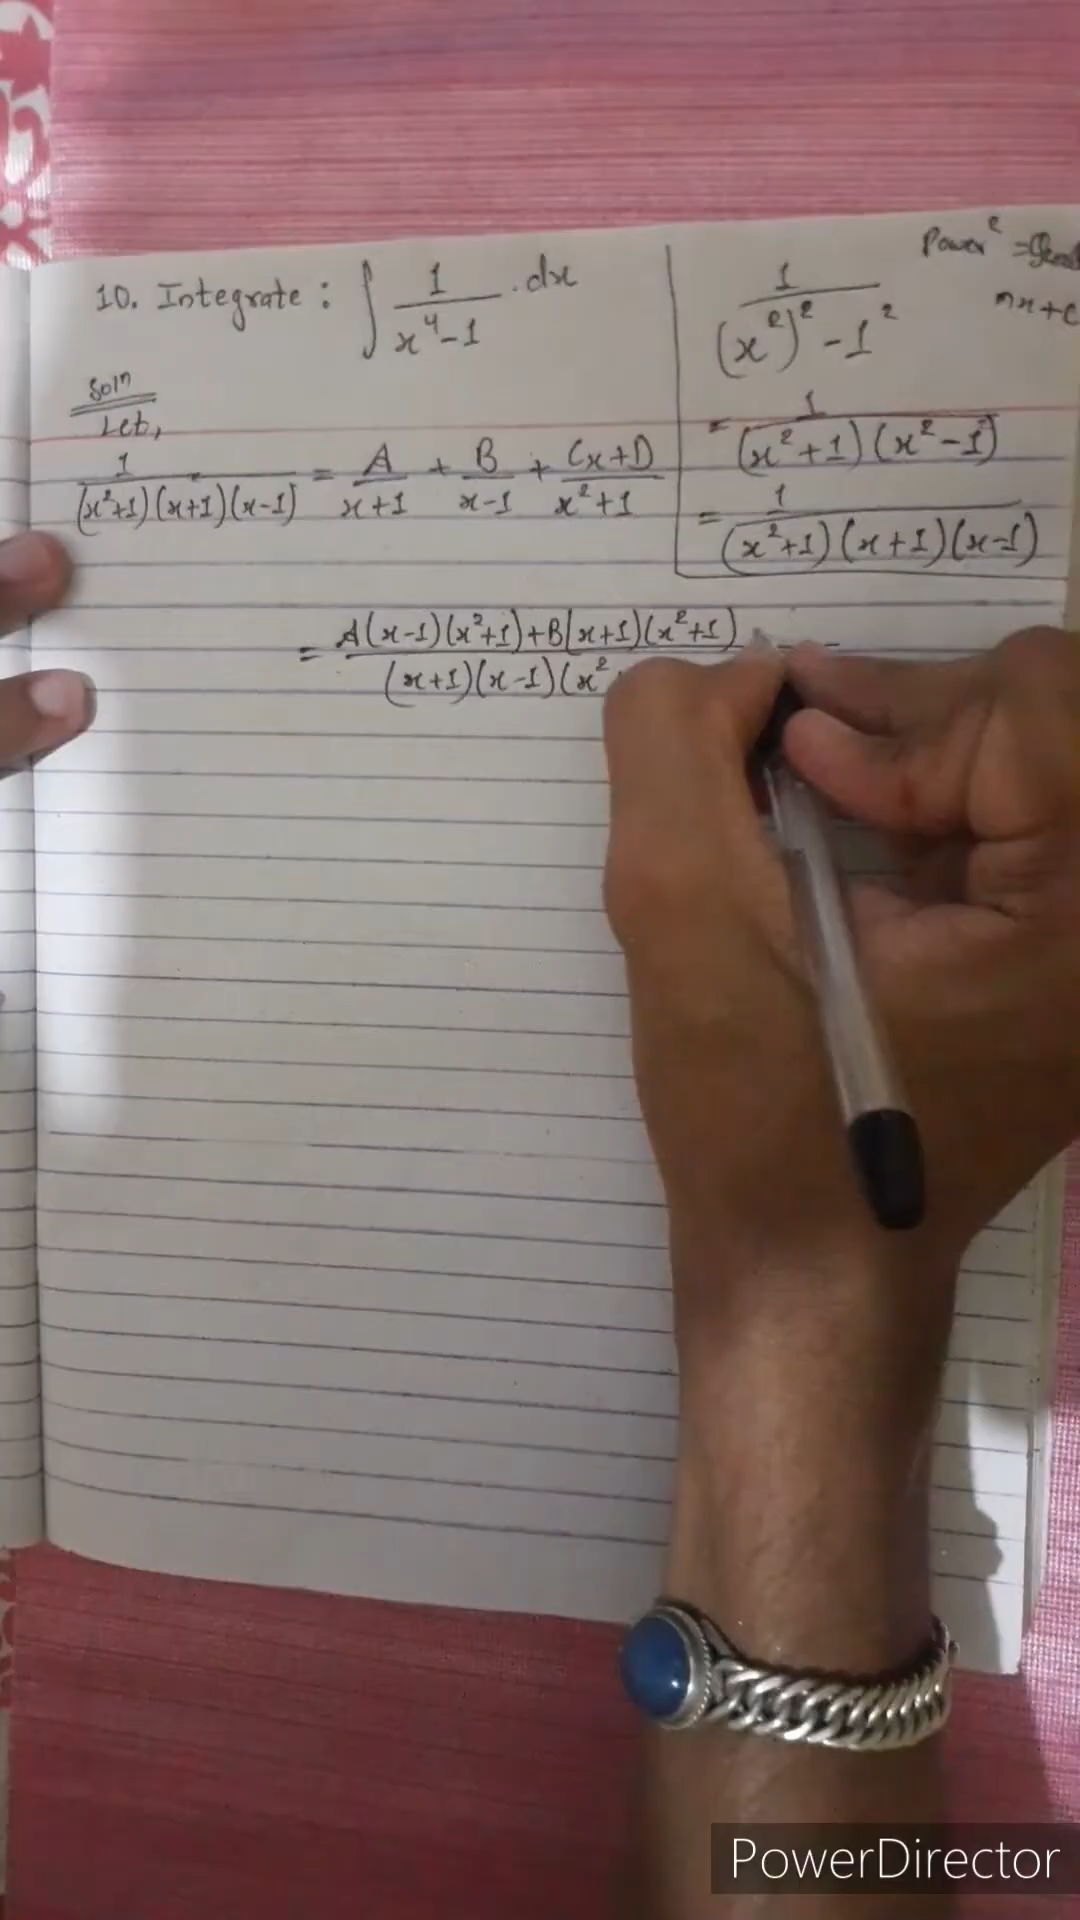 10. Integrate : ∫ 1/(x⁴-1) .dx
Soln
Let,
1/((x²+1)(x+1)(x-1)) = A/(x+1) + B/(x-1) + (Cx+D)/(x²+1)
= (A(x-1)(x²+1)+B(x+1)(x²+1)) / ((x+1)(x-1)(x²
Power² =
mx+c
1/((x²)²-1²)
= 1/((x²+1)(x²-1))
= 1/((x²+1)(x+1)(x-1))
PowerDirector